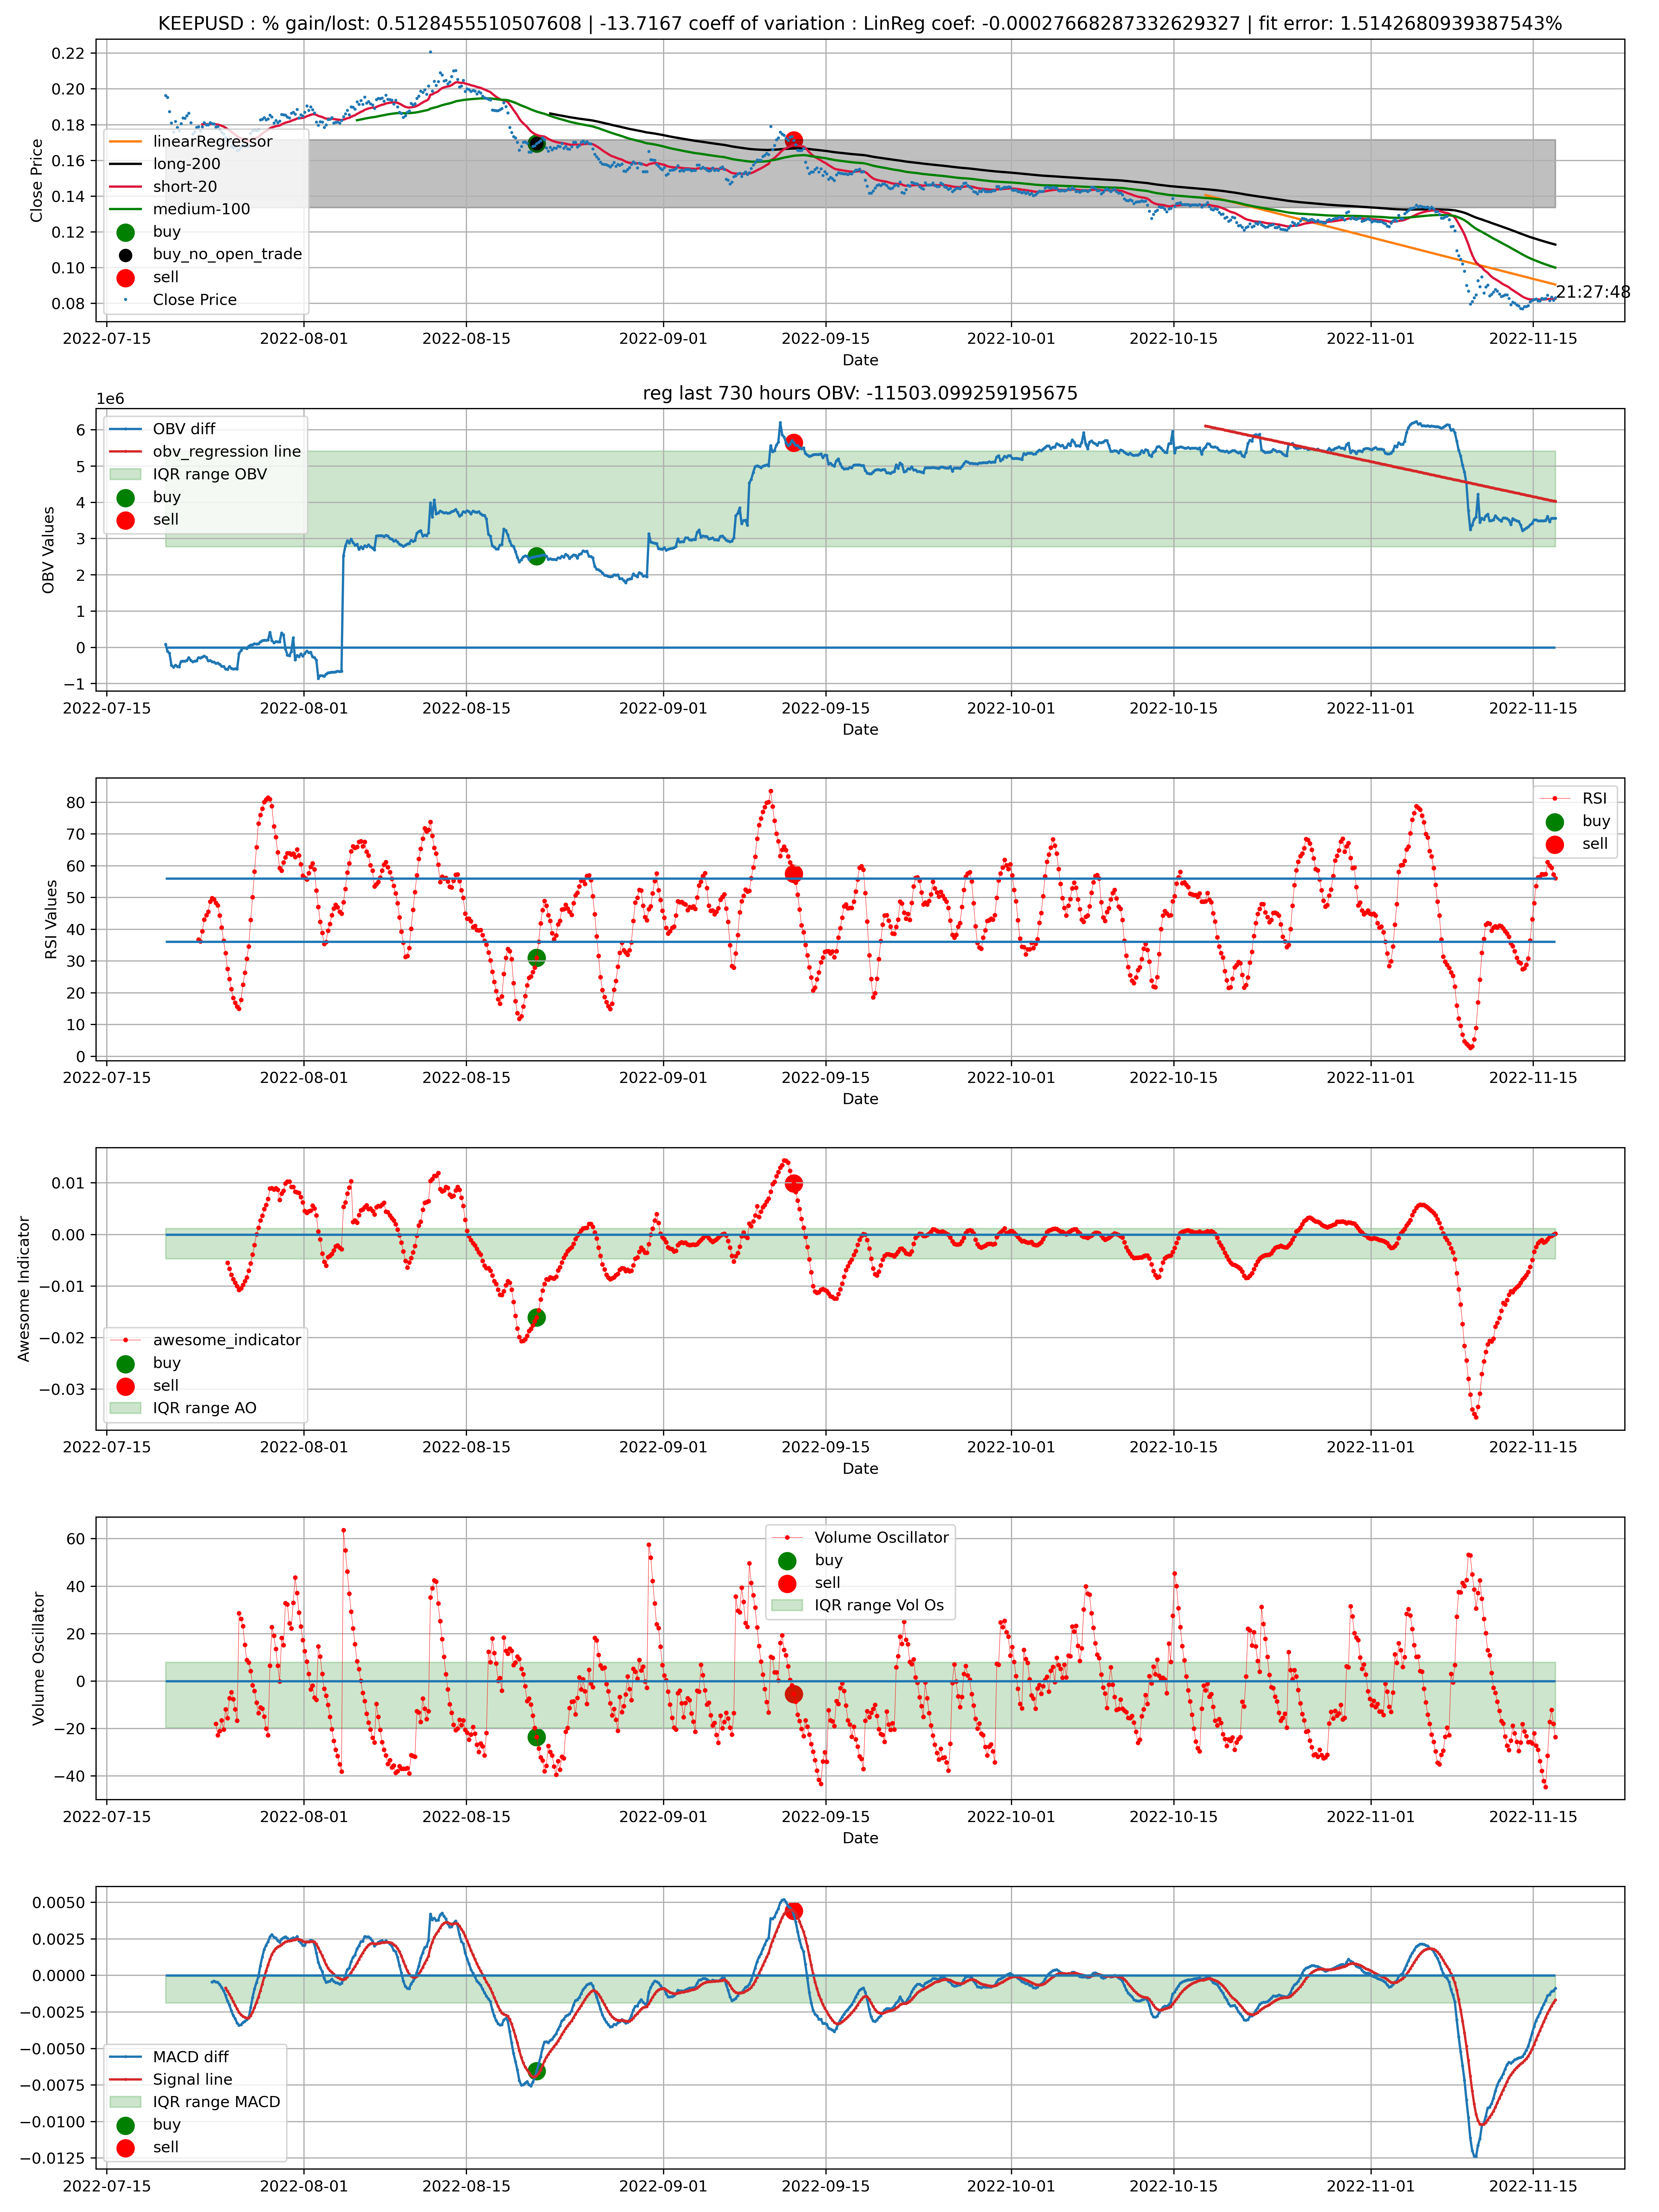 KEEPUSD : % gain/lost: 0.5128455510507608 | -13.7167 coeff of variation : LinReg coef: -0.00027668287332629327 | fit error: 1.5142680939387543%
Close Price
0.22
0.20
0.18
0.16
0.14
0.12
0.10
0.08
linearRegressor
long-200
short-20
medium-100
buy
buy_no_open_trade
sell
Close Price
21:27:48
2022-07-15 2022-08-01 2022-08-15 2022-09-01 2022-09-15 2022-10-01 2022-10-15 2022-11-01 2022-11-15
Date
reg last 730 hours OBV: -11503.099259195675
1e6
OBV Values
6
5
4
3
2
1
0
−1
OBV diff
obv_regression line
IQR range OBV
buy
sell
2022-07-15 2022-08-01 2022-08-15 2022-09-01 2022-09-15 2022-10-01 2022-10-15 2022-11-01 2022-11-15
Date
RSI Values
80
70
60
50
40
30
20
10
0
RSI
buy
sell
2022-07-15 2022-08-01 2022-08-15 2022-09-01 2022-09-15 2022-10-01 2022-10-15 2022-11-01 2022-11-15
Date
Awesome Indicator
0.01
0.00
−0.01
−0.02
−0.03
awesome_indicator
buy
sell
IQR range AO
2022-07-15 2022-08-01 2022-08-15 2022-09-01 2022-09-15 2022-10-01 2022-10-15 2022-11-01 2022-11-15
Date
Volume Oscillator
60
40
20
0
−20
−40
Volume Oscillator
buy
sell
IQR range Vol Os
2022-07-15 2022-08-01 2022-08-15 2022-09-01 2022-09-15 2022-10-01 2022-10-15 2022-11-01 2022-11-15
Date
0.0050
0.0025
0.0000
−0.0025
−0.0050
−0.0075
−0.0100
−0.0125
MACD diff
Signal line
IQR range MACD
buy
sell
2022-07-15 2022-08-01 2022-08-15 2022-09-01 2022-09-15 2022-10-01 2022-10-15 2022-11-01 2022-11-15